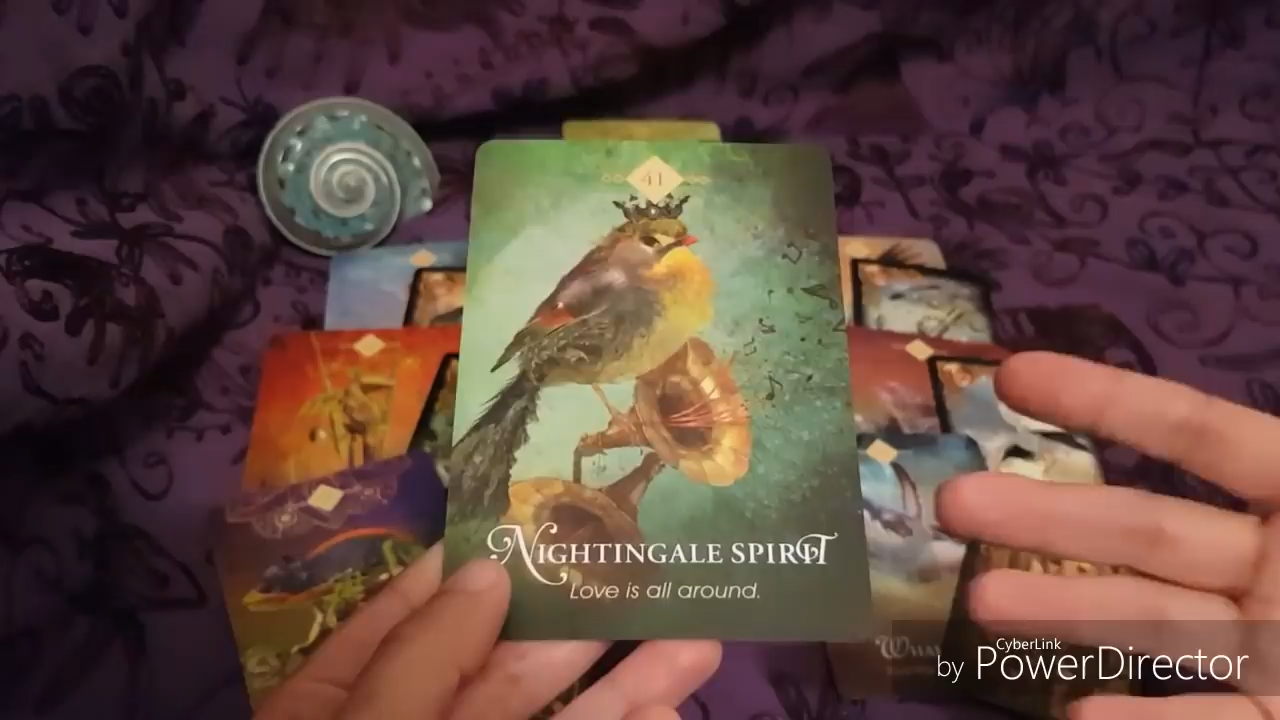 41
NIGHTINGALE SPIRIT
Love is all around.
CyberLink
by PowerDirector